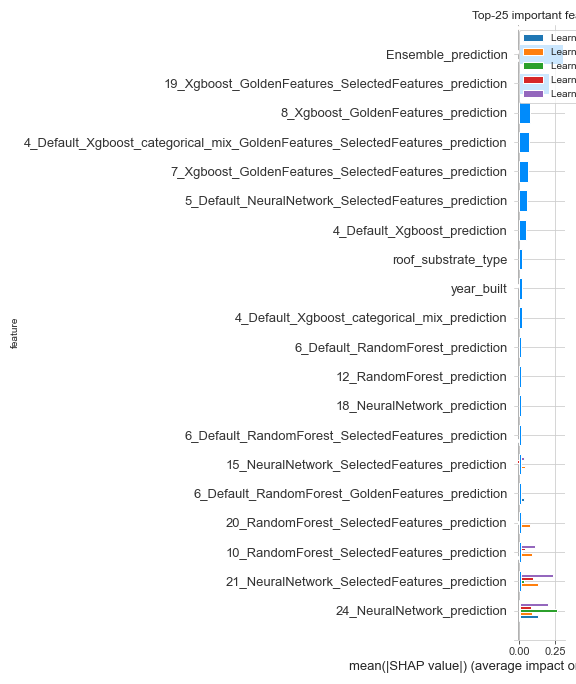 Top-25 important fea
Learn
Learn
Learn
Learn
Learn
Ensemble_prediction
19_Xgboost_GoldenFeatures_SelectedFeatures_prediction
8_Xgboost_GoldenFeatures_prediction
4_Default_Xgboost_categorical_mix_GoldenFeatures_SelectedFeatures_prediction
7_Xgboost_GoldenFeatures_SelectedFeatures_prediction
5_Default_NeuralNetwork_SelectedFeatures_prediction
4_Default_Xgboost_prediction
roof_substrate_type
year_built
4_Default_Xgboost_categorical_mix_prediction
6_Default_RandomForest_prediction
12_RandomForest_prediction
18_NeuralNetwork_prediction
6_Default_RandomForest_SelectedFeatures_prediction
15_NeuralNetwork_SelectedFeatures_prediction
6_Default_RandomForest_GoldenFeatures_prediction
20_RandomForest_SelectedFeatures_prediction
10_RandomForest_SelectedFeatures_prediction
21_NeuralNetwork_SelectedFeatures_prediction
24_NeuralNetwork_prediction
feature
0.00 0.25
mean(|SHAP value|) (average impact o